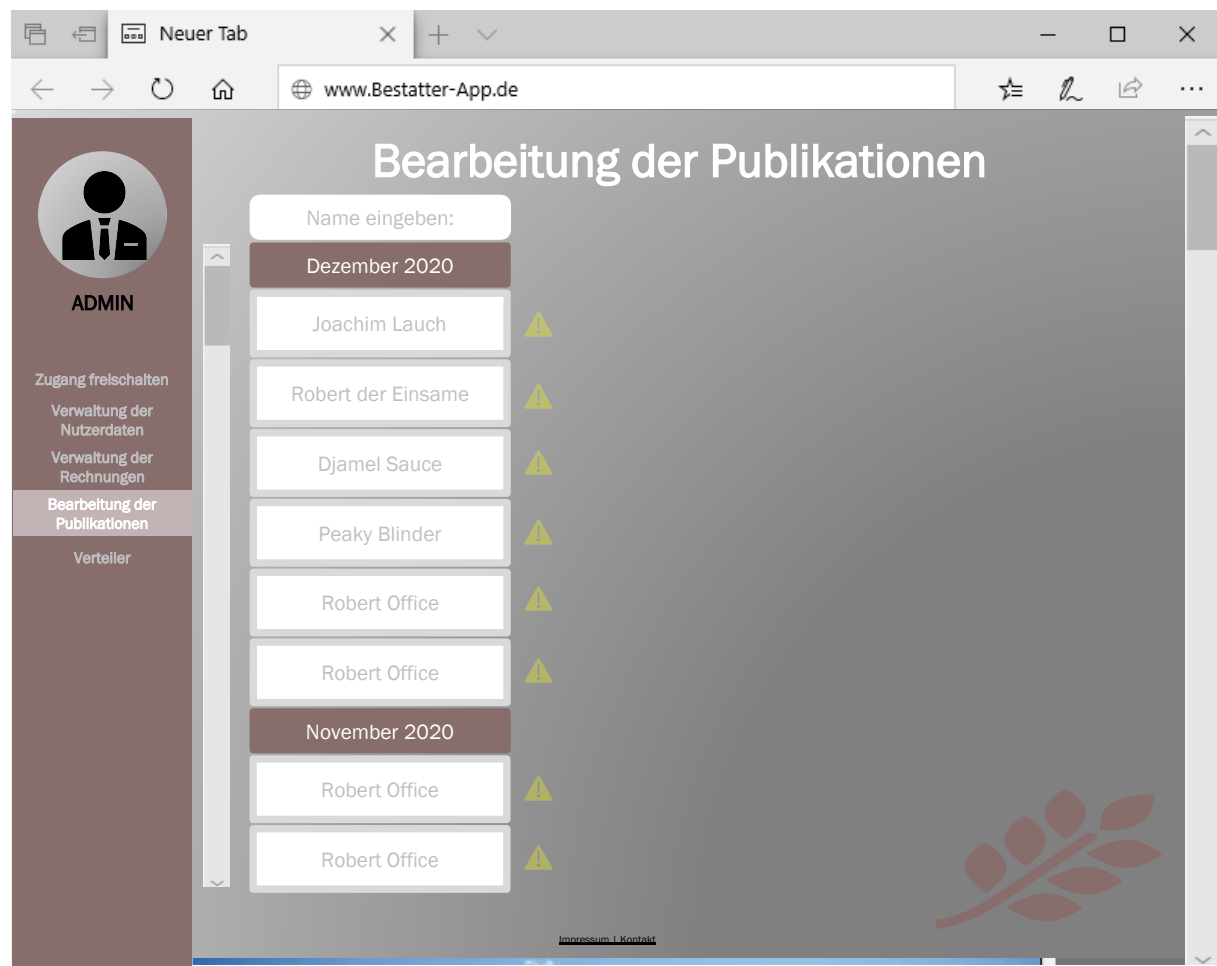 Neuer Tab
www.Bestatter-App.de
ADMIN
Zugang freischalten
Verwaltung der
Nutzerdaten
Verwaltung der
Rechnungen
Bearbeitung der
Publikationen
Verteiler
Bearbeitung der Publikationen
Name eingeben:
Dezember 2020
Joachim Lauch
Robert der Einsame
Djamel Sauce
Peaky Blinder
Robert Office
Robert Office
November 2020
Robert Office
Robert Office
Impressum | Kontakt